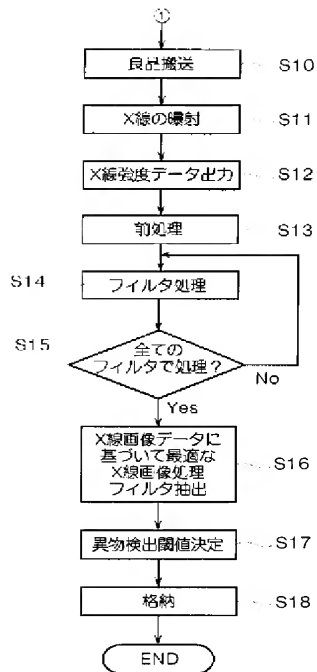 ①
良品搬送 S10
X線の曝射 S11
X線強度データ出力 S12
前処理 S13
S14 フィルタ処理
S15 全ての
フィルタで処理？
No
Yes
X線画像データに
基づいて最適な
X線画像処理
フィルタ抽出 S16
異物検出閾値決定 S17
格納 S18
END